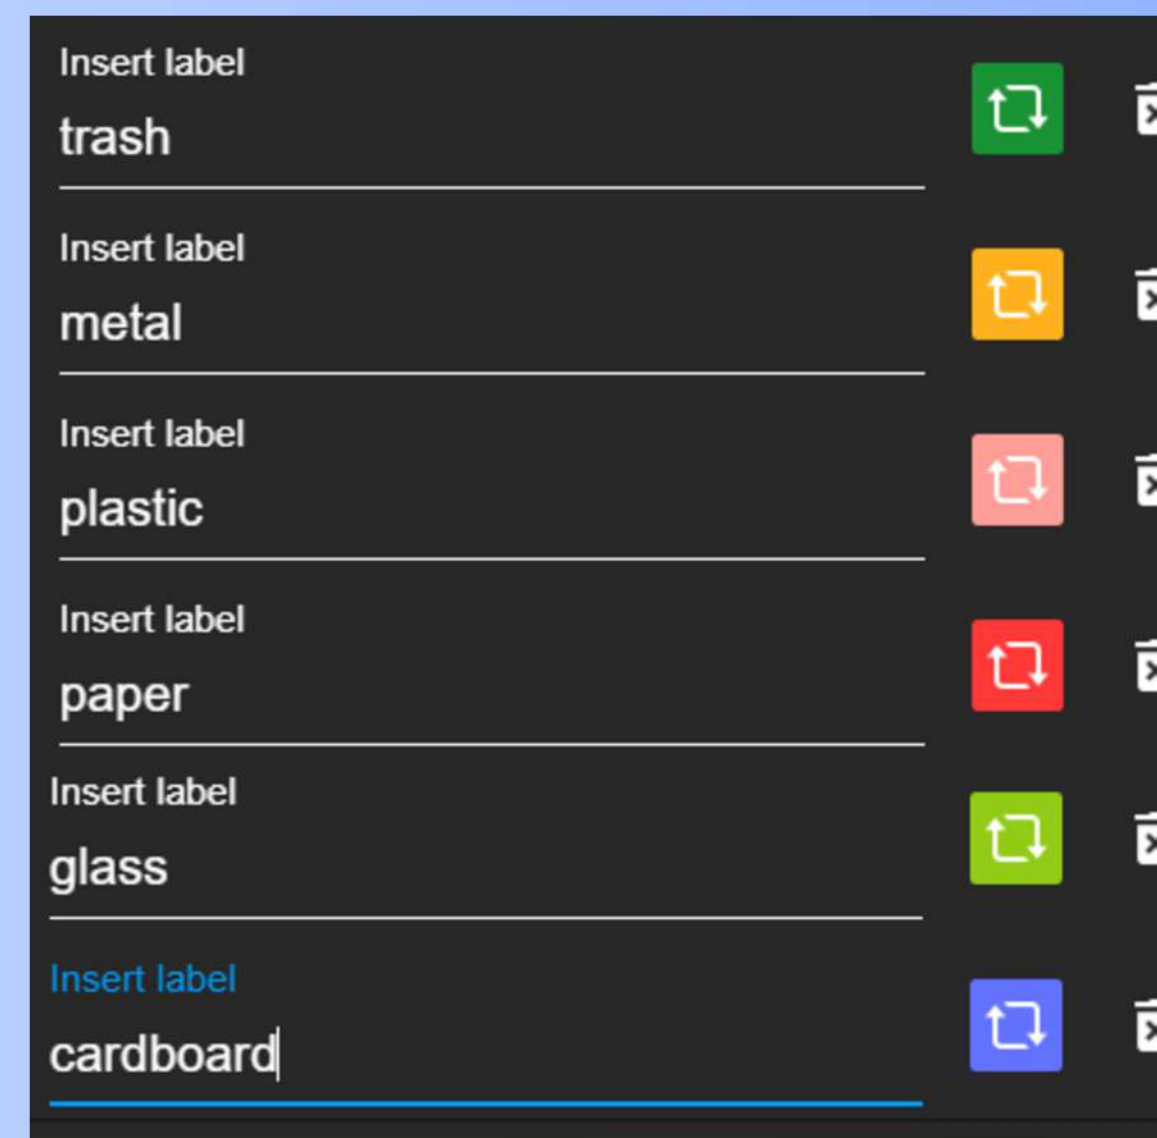 Insert label
trash
Insert label
metal
Insert label
plastic
Insert label
paper
Insert label
glass
Insert label
cardboard